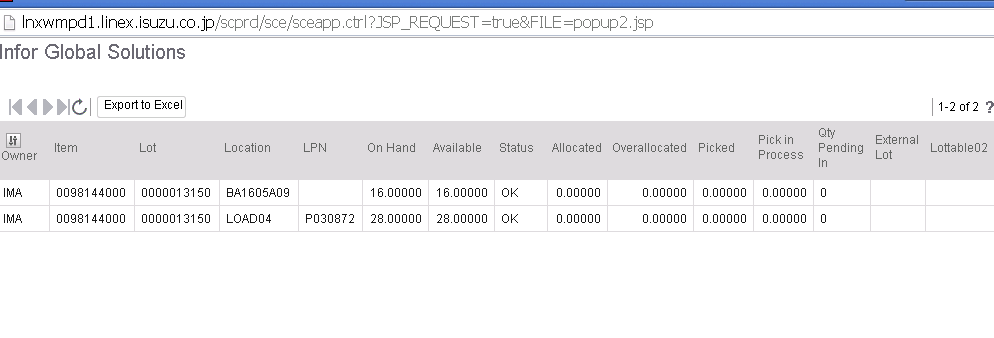 lnxwmpd1.linex.isuzu.co.jp/scprd/sce/sceapp.ctrl?JSP_REQUEST=true&FILE=popup2.jsp
Infor Global Solutions
Export to Excel 1-2 of 2 ?
Owner Item Lot Location LPN On Hand Available Status Allocated Overallocated Picked Pick in Process Qty Pending In External Lot Lottable02
IMA 0098144000 0000013150 BA1605A09 16.00000 16.00000 OK 0.00000 0.00000 0.00000 0.00000 0
IMA 0098144000 0000013150 LOAD04 P030872 28.00000 28.00000 OK 0.00000 0.00000 0.00000 0.00000 0